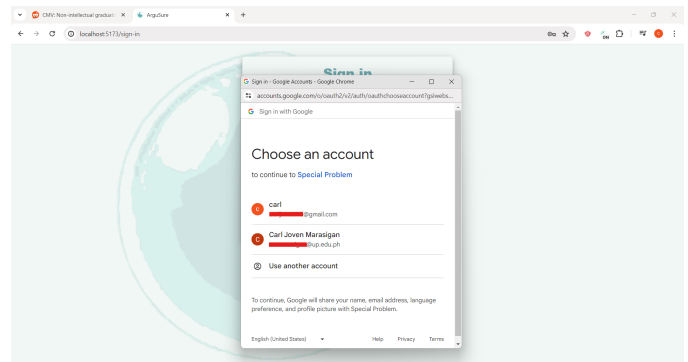 CMV: Non-intellectual graduat
ArguSure
localhost:5173/sign-in
ON
Sign in
Sign in - Google Accounts - Google Chrome
accounts.google.com/o/oauth2/v2/auth/oauthchooseaccount?gsiwebs...
G Sign in with Google
Choose an account
to continue to Special Problem
c
carl
@gmail.com
C
Carl Joven Marasigan
@up.edu.ph
Use another account
To continue, Google will share your name, email address, language
preference, and profile picture with Special Problem.
English (United States) Help Privacy Terms